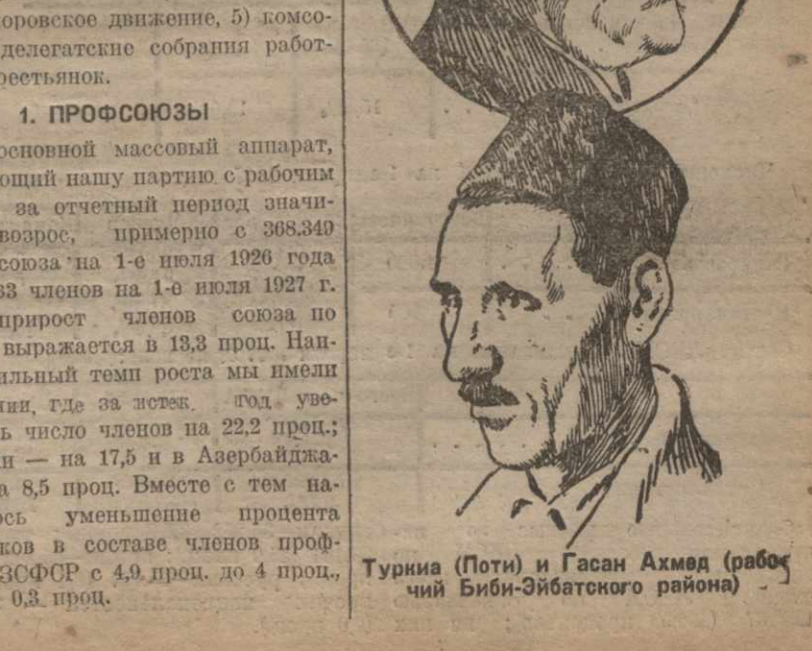 оровское движение, 5) комсо-
делегатские собрания работ-
рестьянок.
1. ПРОФСОЮЗЫ
основной массовый аппарат,
ющий нашу партию с рабочим
за отчетный период значи-
возрос, примерно с 368.349
союза на 1-е июля 1926 года
33 членов на 1-е июля 1927 г.
прирост членов союза по
выражается в 13,3 проц. Наи-
ильный темп роста мы имели
нии, где за истек. год уве-
ь число членов на 22,2 проц.;
и — на 17,5 и в Азербайджа-
а 8,5 проц. Вместе с тем на-
ось уменьшение процента
ков в составе членов проф-
ЗСФСР с 4,9 проц. до 4 проц.,
0,3 проц.
Туркиа (Поти) и Гасан Ахмед (рабо-
чий Биби-Эйбатского района)